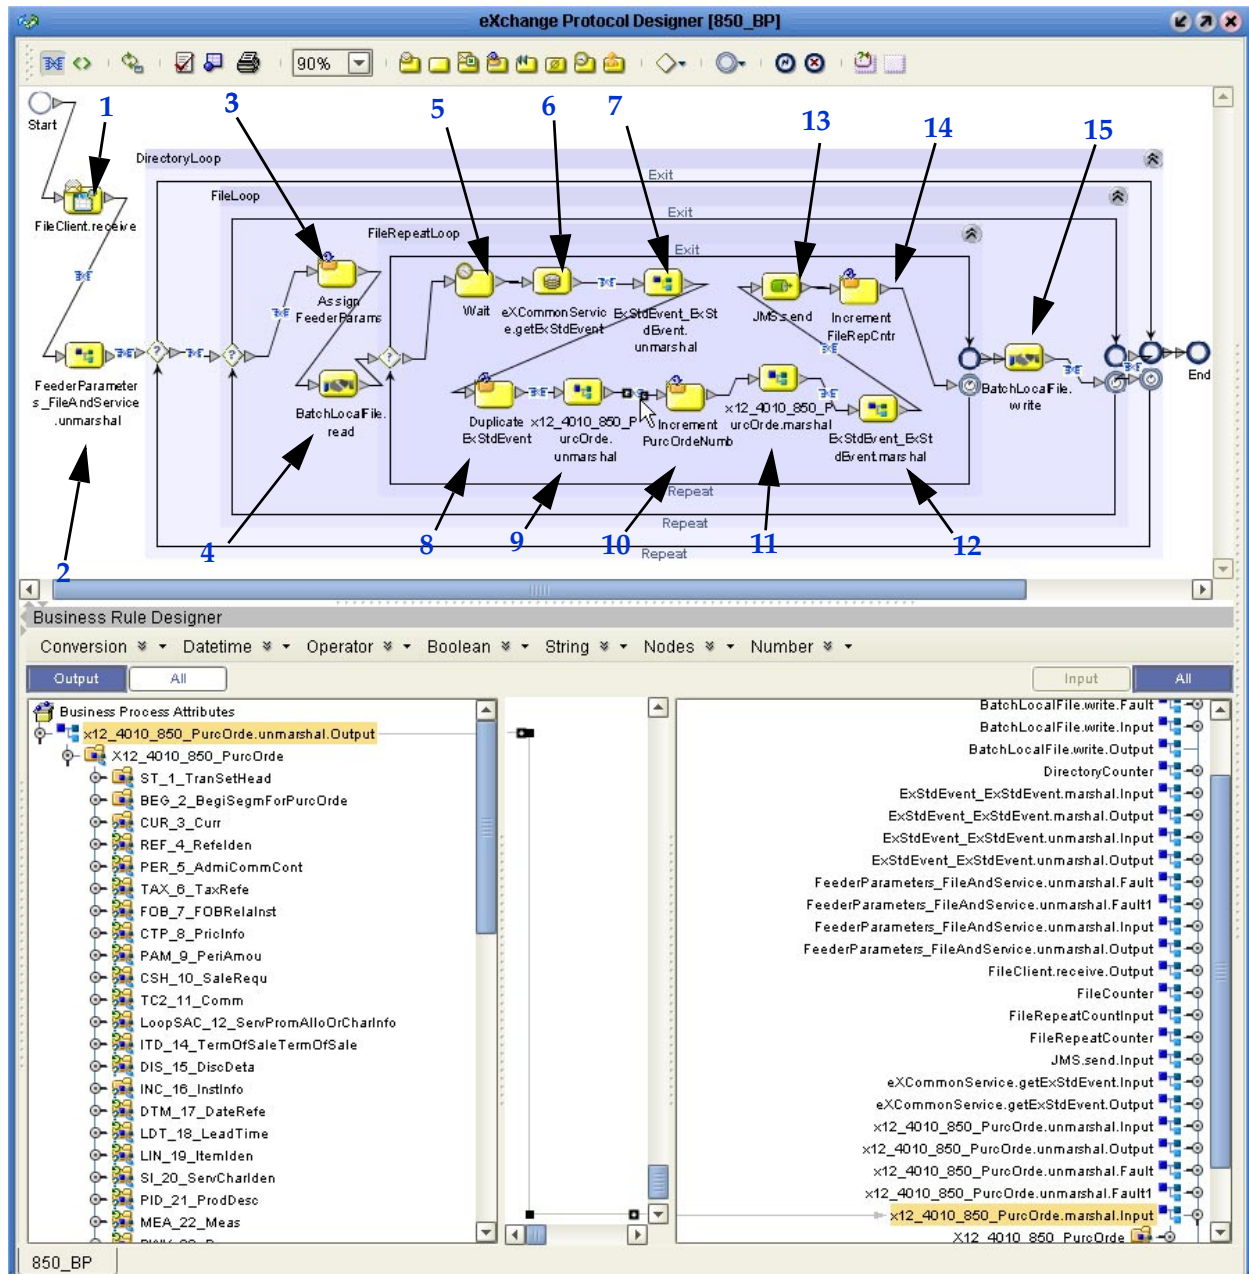 eXchange Protocol Designer [850_BP]
90%
Start
1
3
5
6
7
13
14
15
DirectoryLoop
Exit
FileLoop
Exit
FileRepeatLoop
Exit
FileClient.receive
Assign
FeederParams
Wait
eXCommonServic
e.getExStdEvent
ExStdEvent_ExSt
dEvent.
unmarshal
JMS.send
Increment
FileRepCntr
FeederParameter
s_FileAndService
.unmarshal
BatchLocalFile.
read
BatchLocalFile.
write
End
Duplicate
ExStdEvent
x12_4010_850_P
urcOrde.
unmarshal
Increment
PurcOrdeNumb
x12_4010_850_P
urcOrde.marshal
ExStdEvent_ExSt
dEvent.marshal
Repeat
Repeat
Repeat
2
4
8
9
10
11
12
Business Rule Designer
Conversion
Datetime
Operator
Boolean
String
Nodes
Number
Output
All
Input
All
Business Process Attributes
x12_4010_850_PurcOrde.unmarshal.Output
X12_4010_850_PurcOrde
ST_1_TranSetHead
BEG_2_BegiSegmForPurcOrde
CUR_3_Curr
REF_4_RefeIden
PER_5_AdmiCommCont
TAX_6_TaxRefe
FOB_7_FOBRelaInst
CTP_8_PricInfo
PAM_9_PeriAmou
CSH_10_SaleRequ
TC2_11_Comm
LoopSAC_12_ServPromAlloOrCharInfo
ITD_14_TermOfSaleTermOfSale
DIS_15_DiscDeta
INC_16_InstInfo
DTM_17_DateRefe
LDT_18_LeadTime
LIN_19_ItemIden
SI_20_ServCharIden
PID_21_ProdDesc
MEA_22_Meas
BatchLocalFile.write.Fault
BatchLocalFile.write.Input
BatchLocalFile.write.Output
DirectoryCounter
ExStdEvent_ExStdEvent.marshal.Input
ExStdEvent_ExStdEvent.marshal.Output
ExStdEvent_ExStdEvent.unmarshal.Input
ExStdEvent_ExStdEvent.unmarshal.Output
FeederParameters_FileAndService.unmarshal.Fault
FeederParameters_FileAndService.unmarshal.Fault1
FeederParameters_FileAndService.unmarshal.Input
FeederParameters_FileAndService.unmarshal.Output
FileClient.receive.Output
FileCounter
FileRepeatCountInput
FileRepeatCounter
JMS.send.Input
eXCommonService.getExStdEvent.Input
eXCommonService.getExStdEvent.Output
x12_4010_850_PurcOrde.unmarshal.Input
x12_4010_850_PurcOrde.unmarshal.Output
x12_4010_850_PurcOrde.unmarshal.Fault
x12_4010_850_PurcOrde.unmarshal.Fault1
x12_4010_850_PurcOrde.marshal.Input
X12_4010_850_PurcOrde
850_BP